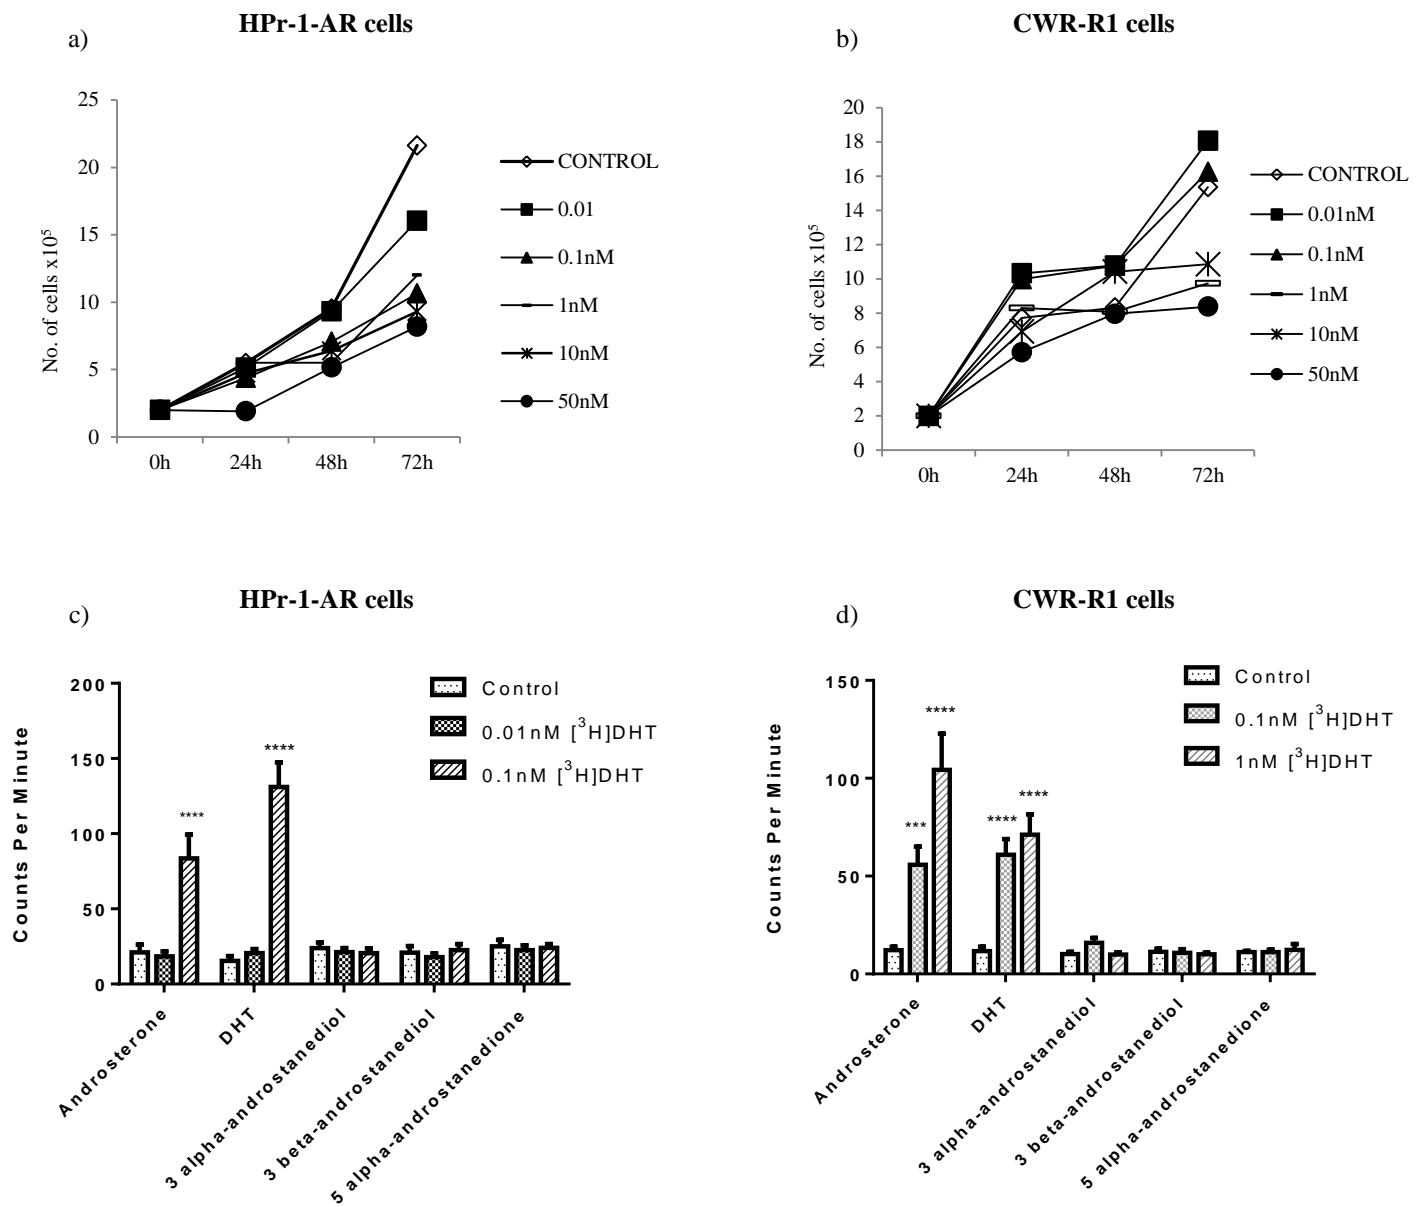 HPr-1-AR cells
a)
25
20
15
10
5
0
No. of cells x10⁵
0h 24h 48h 72h
CONTROL
0.01
0.1nM
1nM
10nM
50nM
CWR-R1 cells
b)
20
18
16
14
12
10
8
6
4
2
0
No. of cells x10⁵
0h 24h 48h 72h
CONTROL
0.01nM
0.1nM
1nM
10nM
50nM
HPr-1-AR cells
c)
200
150
100
50
0
Counts Per Minute
Control
0.01nM [³H]DHT
0.1nM [³H]DHT
****
****
Androsterone
DHT
3 alpha-androstanediol
3 beta-androstanediol
5 alpha-androstanedione
CWR-R1 cells
d)
150
100
50
0
Counts Per Minute
Control
0.1nM [³H]DHT
1nM [³H]DHT
***
****
****
****
Androsterone
DHT
3 alpha-androstanediol
3 beta-androstanediol
5 alpha-androstanedione